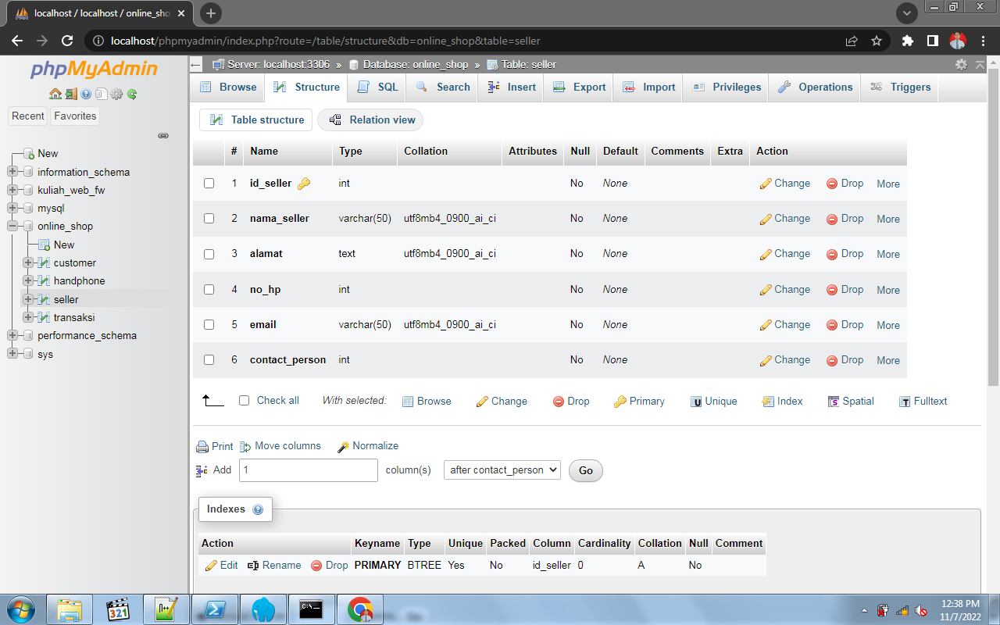 localhost / localhost / online_sho
localhost/phpmyadmin/index.php?route=/table/structure&db=online_shop&table=seller
phpMyAdmin
Recent Favorites
New
information_schema
kuliah_web_fw
mysql
online_shop
New
customer
handphone
seller
transaksi
performance_schema
sys
Server: localhost:3306 » Database: online_shop » Table: seller
Browse Structure SQL Search Insert Export Import Privileges Operations Triggers
Table structure Relation view
# Name Type Collation Attributes Null Default Comments Extra Action
1 id_seller int No None Change Drop More
2 nama_seller varchar(50) utf8mb4_0900_ai_ci No None Change Drop More
3 alamat text utf8mb4_0900_ai_ci No None Change Drop More
4 no_hp int No None Change Drop More
5 email varchar(50) utf8mb4_0900_ai_ci No None Change Drop More
6 contact_person int No None Change Drop More
Check all With selected: Browse Change Drop Primary Unique Index Spatial Fulltext
Print Move columns Normalize
Add 1 column(s) after contact_person Go
Indexes
Action Keyname Type Unique Packed Column Cardinality Collation Null Comment
Edit Rename Drop PRIMARY BTREE Yes No id_seller 0 A No
12:38 PM
11/7/2022